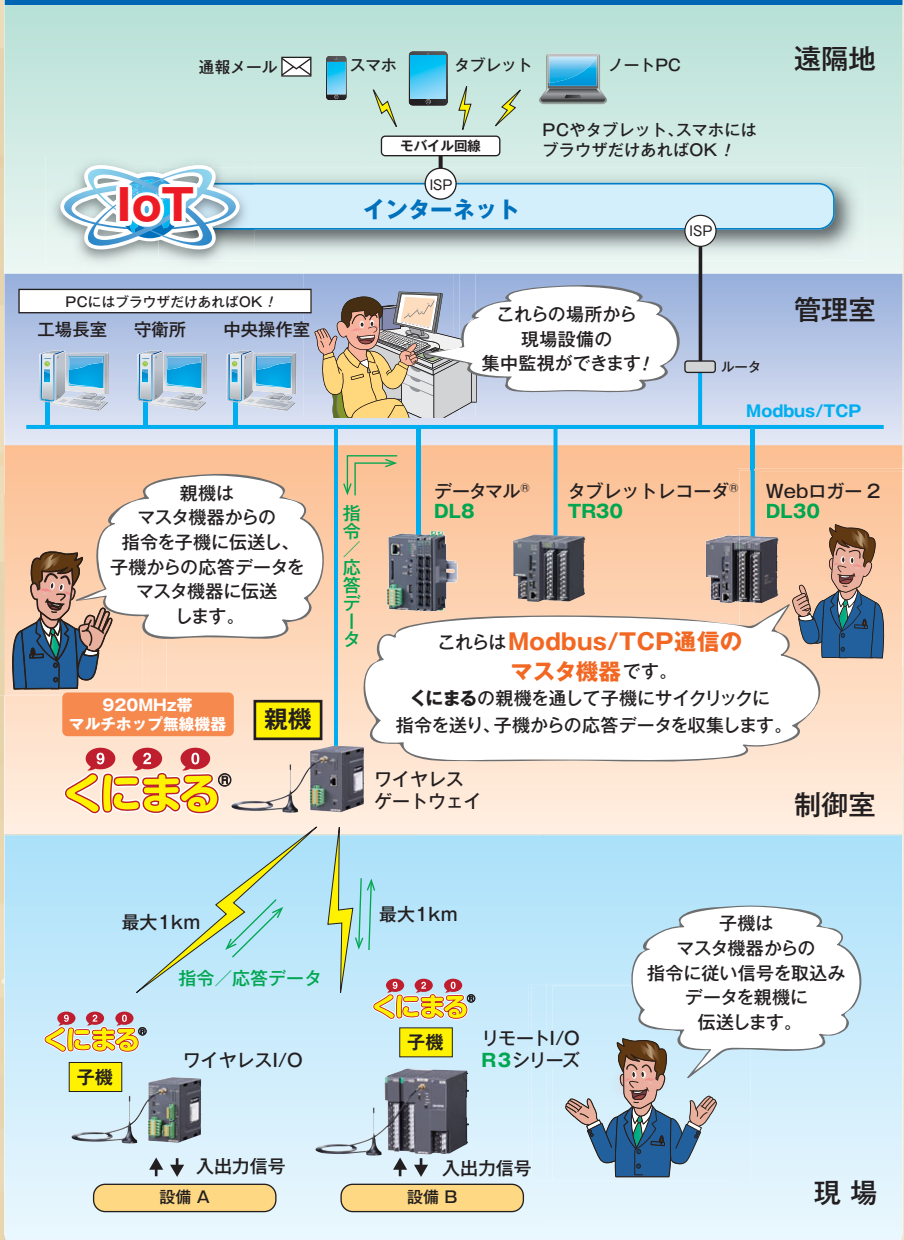 遠隔地
通報メール
スマホ
タブレット
ノートPC
PCやタブレット、スマホには
ブラウザだけあればOK！
モバイル回線
ISP
IoT
インターネット
ISP
管理室
PCにはブラウザだけあればOK！
工場長室
守衛所
中央操作室
これらの場所から
現場設備の
集中監視ができます！
ルータ
Modbus/TCP
親機は
マスタ機器からの
指令を子機に伝送し、
子機からの応答データを
マスタ機器に伝送
します。
指令／応答データ
データマル®
DL8
タブレットレコーダ®
TR30
Webロガー 2
DL30
これらはModbus/TCP通信の
マスタ機器です。
くにまるの親機を通して子機にサイクリックに
指令を送り、子機からの応答データを収集します。
920MHz帯
マルチホップ無線機器
親機
9 2 0
くにまる®
ワイヤレス
ゲートウェイ
制御室
最大1km
最大1km
指令／応答データ
子機は
マスタ機器からの
指令に従い信号を取込み
データを親機に
伝送します。
9 2 0
くにまる®
子機
ワイヤレスI/O
9 2 0
くにまる®
子機
リモートI/O
R3シリーズ
入出力信号
設備 A
入出力信号
設備 B
現 場